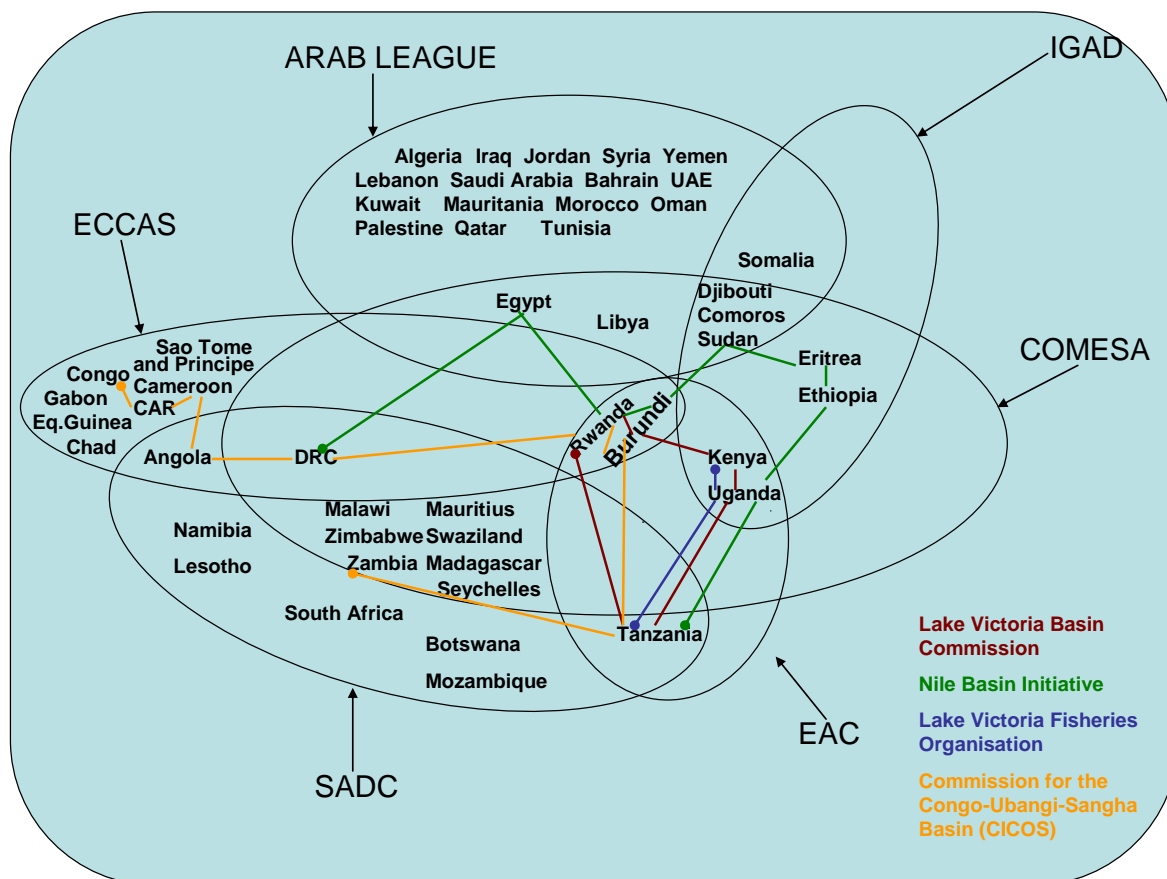 ARAB LEAGUE
IGAD
Algeria Iraq Jordan Syria Yemen
Lebanon Saudi Arabia Bahrain UAE
Kuwait Mauritania Morocco Oman
Palestine Qatar Tunisia
ECCAS
Somalia
Djibouti
Comoros
Sudan
Egypt
Libya
COMESA
Sao Tome
and Principe
Congo
Cameroon
Gabon
CAR
Eq.Guinea
Chad
Angola
DRC
Rwanda
Burundi
Eritrea
Ethiopia
Kenya
Uganda
Malawi Mauritius
Zimbabwe Swaziland
Zambia Madagascar
Seychelles
Namibia
Lesotho
South Africa
Botswana
Mozambique
Tanzania
SADC
EAC
Lake Victoria Basin
Commission
Nile Basin Initiative
Lake Victoria Fisheries
Organisation
Commission for the
Congo-Ubangi-Sangha
Basin (CICOS)